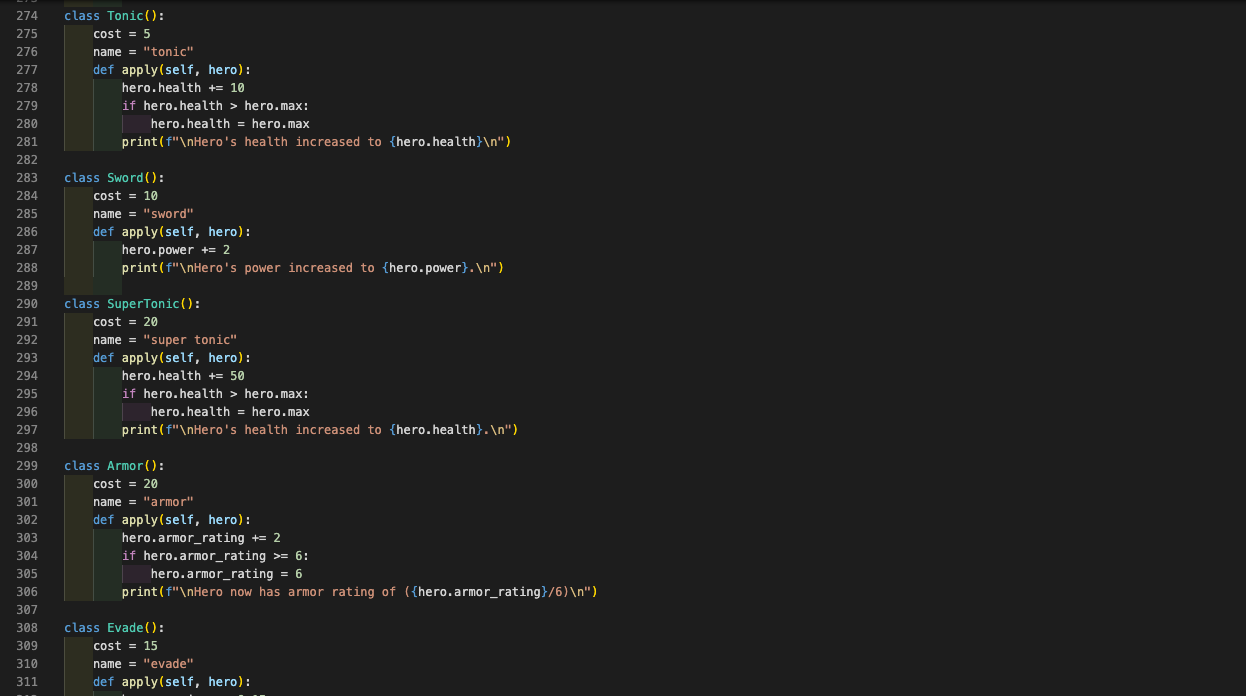 274 class Tonic():
275     cost = 5
276     name = "tonic"
277     def apply(self, hero):
278         hero.health += 10
279         if hero.health > hero.max:
280             hero.health = hero.max
281         print(f"\nHero's health increased to {hero.health}\n")
282
283 class Sword():
284     cost = 10
285     name = "sword"
286     def apply(self, hero):
287         hero.power += 2
288         print(f"\nHero's power increased to {hero.power}.\n")
289
290 class SuperTonic():
291     cost = 20
292     name = "super tonic"
293     def apply(self, hero):
294         hero.health += 50
295         if hero.health > hero.max:
296             hero.health = hero.max
297         print(f"\nHero's health increased to {hero.health}.\n")
298
299 class Armor():
300     cost = 20
301     name = "armor"
302     def apply(self, hero):
303         hero.armor_rating += 2
304         if hero.armor_rating >= 6:
305             hero.armor_rating = 6
306         print(f"\nHero now has armor rating of ({hero.armor_rating}/6)\n")
307
308 class Evade():
309     cost = 15
310     name = "evade"
311     def apply(self, hero):